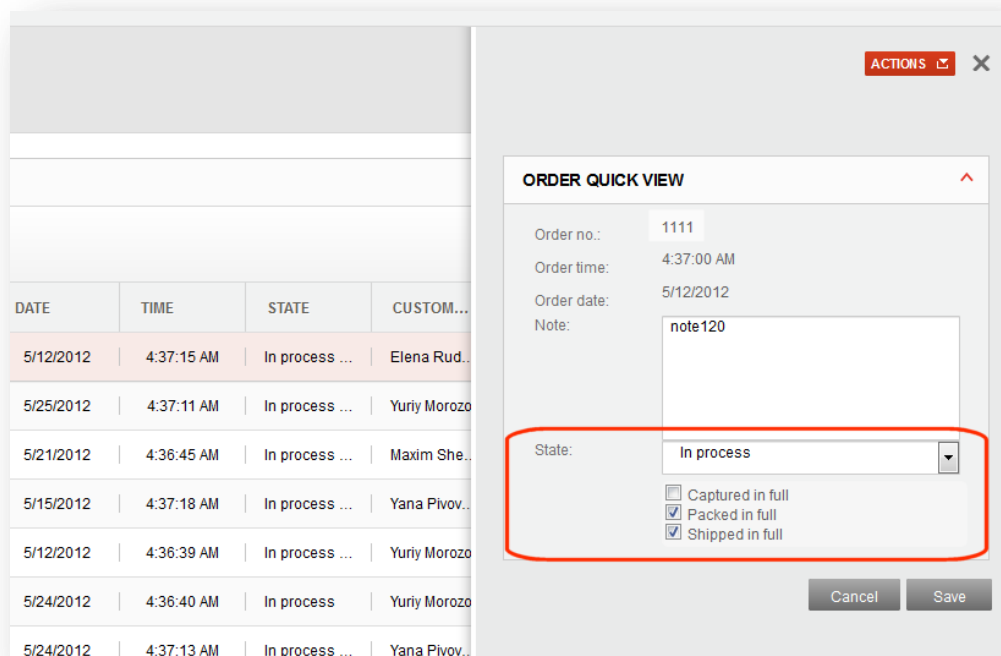 ACTIONS
ORDER QUICK VIEW
Order no.: 1111
Order time: 4:37:00 AM
Order date: 5/12/2012
Note: note120
State: In process
Captured in full
Packed in full
Shipped in full
Cancel Save
DATE TIME STATE CUSTOM...
5/12/2012 4:37:15 AM In process ... Elena Rud..
5/25/2012 4:37:11 AM In process ... Yuriy Morozo
5/21/2012 4:36:45 AM In process ... Maxim She..
5/15/2012 4:37:18 AM In process ... Yana Pivov..
5/12/2012 4:36:39 AM In process ... Yuriy Morozo
5/24/2012 4:36:40 AM In process Yuriy Morozo
5/24/2012 4:37:13 AM In process ... Yana Pivov..